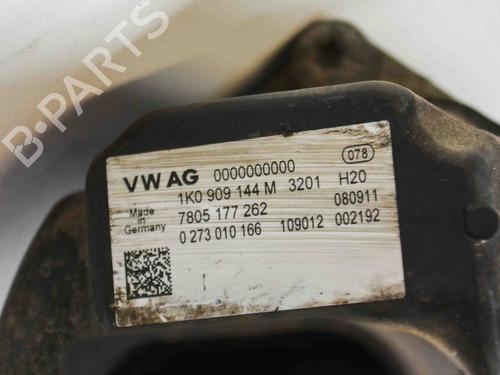 B-PARTS
VW AG 0000000000 078
1K0 909 144 M 3201 H20
Made in Germany
7805 177 262 080911
0 273 010 166 109012 002192